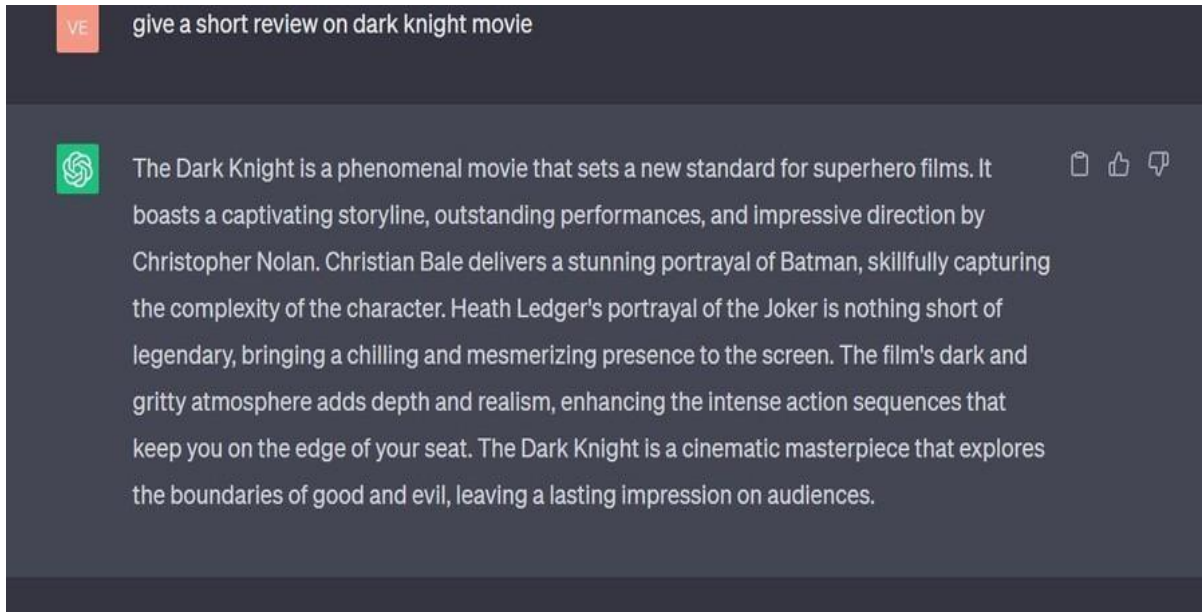 VE
give a short review on dark knight movie
The Dark Knight is a phenomenal movie that sets a new standard for superhero films. It
boasts a captivating storyline, outstanding performances, and impressive direction by
Christopher Nolan. Christian Bale delivers a stunning portrayal of Batman, skillfully capturing
the complexity of the character. Heath Ledger's portrayal of the Joker is nothing short of
legendary, bringing a chilling and mesmerizing presence to the screen. The film's dark and
gritty atmosphere adds depth and realism, enhancing the intense action sequences that
keep you on the edge of your seat. The Dark Knight is a cinematic masterpiece that explores
the boundaries of good and evil, leaving a lasting impression on audiences.